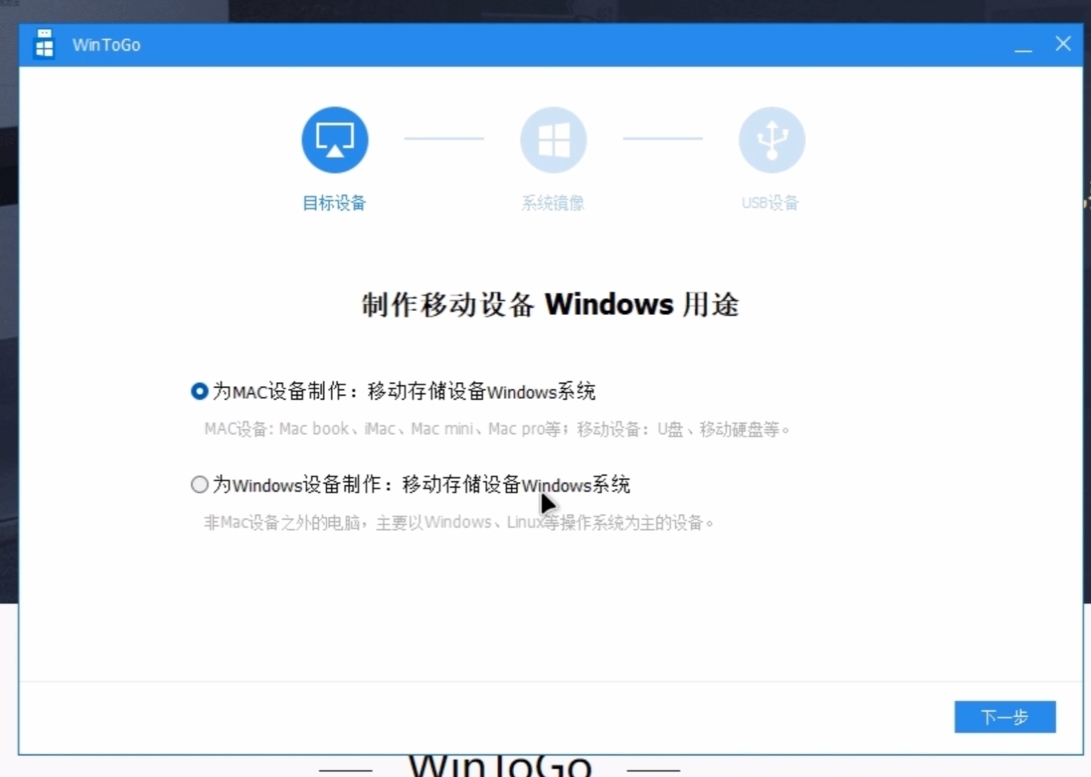 WinToGo
目标设备
系统镜像
USB设备
制作移动设备 Windows 用途
为MAC设备制作：移动存储设备Windows系统
MAC设备: Mac book、iMac、Mac mini、Mac pro等；移动设备：U盘、移动硬盘等。
为Windows设备制作：移动存储设备Windows系统
非Mac设备之外的电脑，主要以Windows、Linux等操作系统为主的设备。
下一步
WinToGo